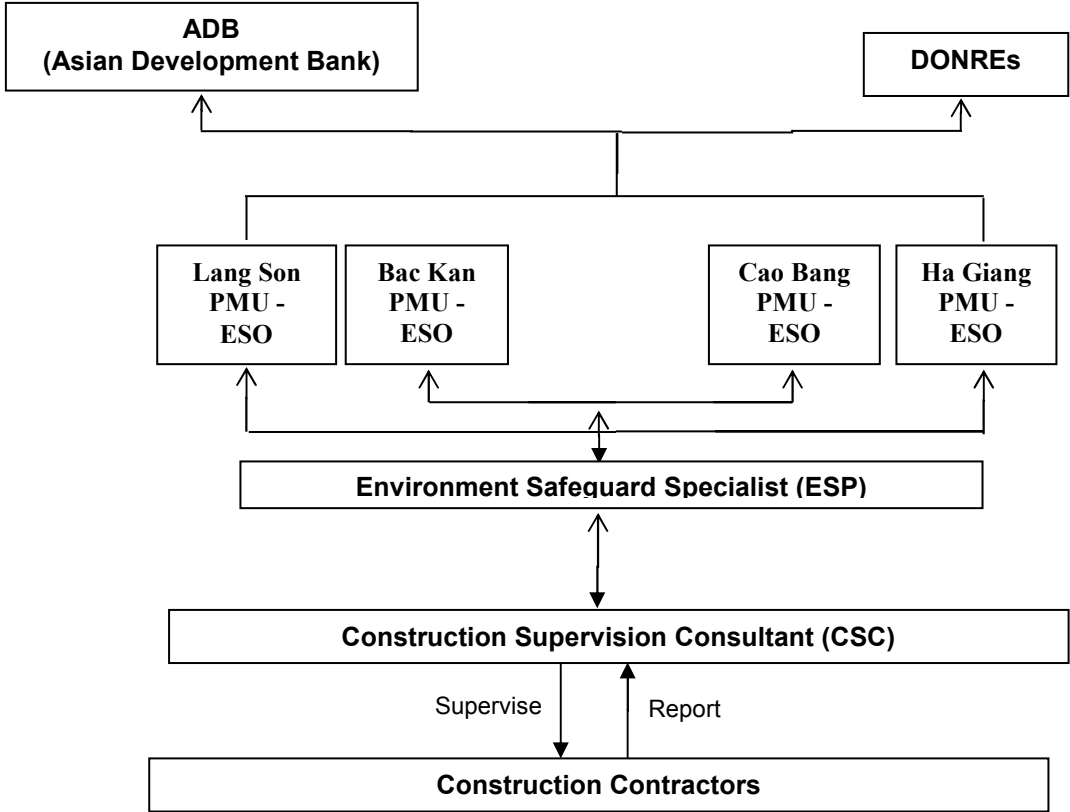 ADB
(Asian Development Bank)
DONREs
Lang Son
PMU -
ESO
Bac Kan
PMU -
ESO
Cao Bang
PMU -
ESO
Ha Giang
PMU -
ESO
Environment Safeguard Specialist (ESP)
Construction Supervision Consultant (CSC)
Supervise
Report
Construction Contractors